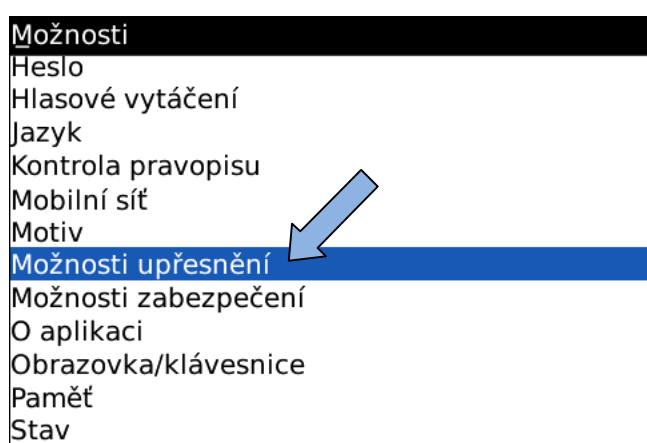 Možnosti
Heslo
Hlasové vytáčení
Jazyk
Kontrola pravopisu
Mobilní síť
Motiv
Možnosti upřesnění
Možnosti zabezpečení
O aplikaci
Obrazovka/klávesnice
Paměť
Stav